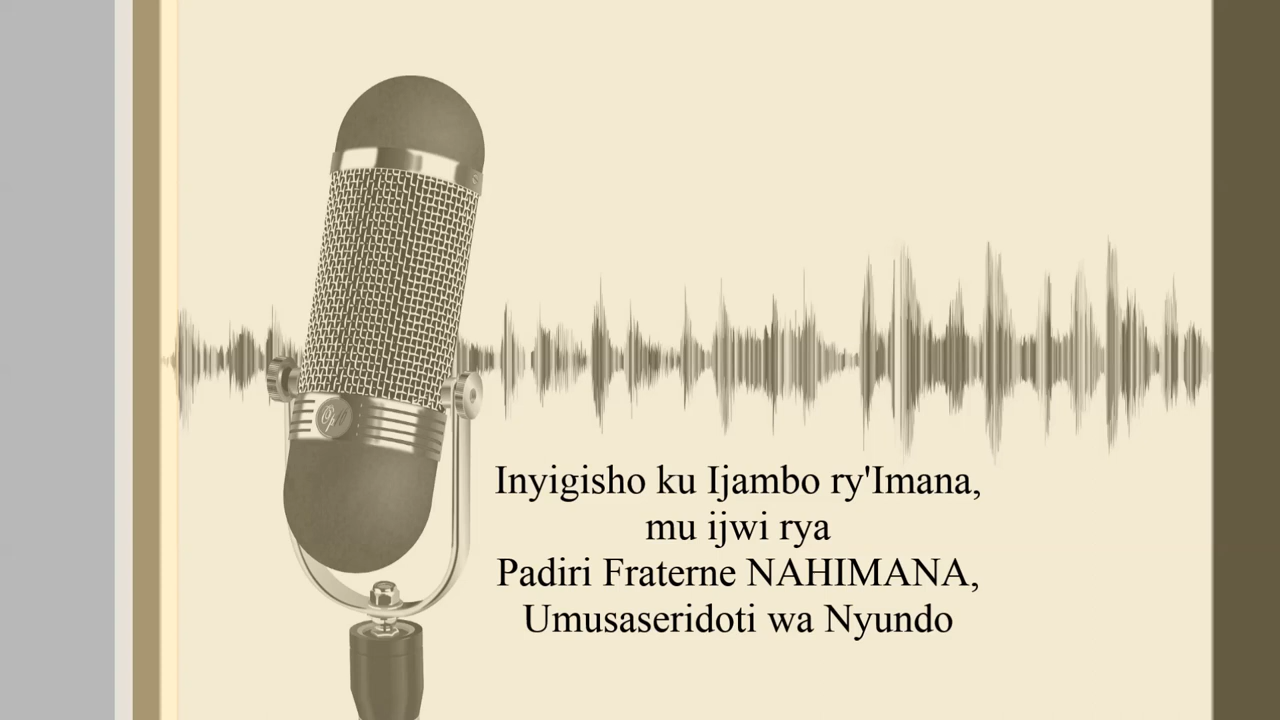 Inyigisho ku Ijambo ry'Imana,
mu ijwi rya
Padiri Fraterne NAHIMANA,
Umusaseridoti wa Nyundo